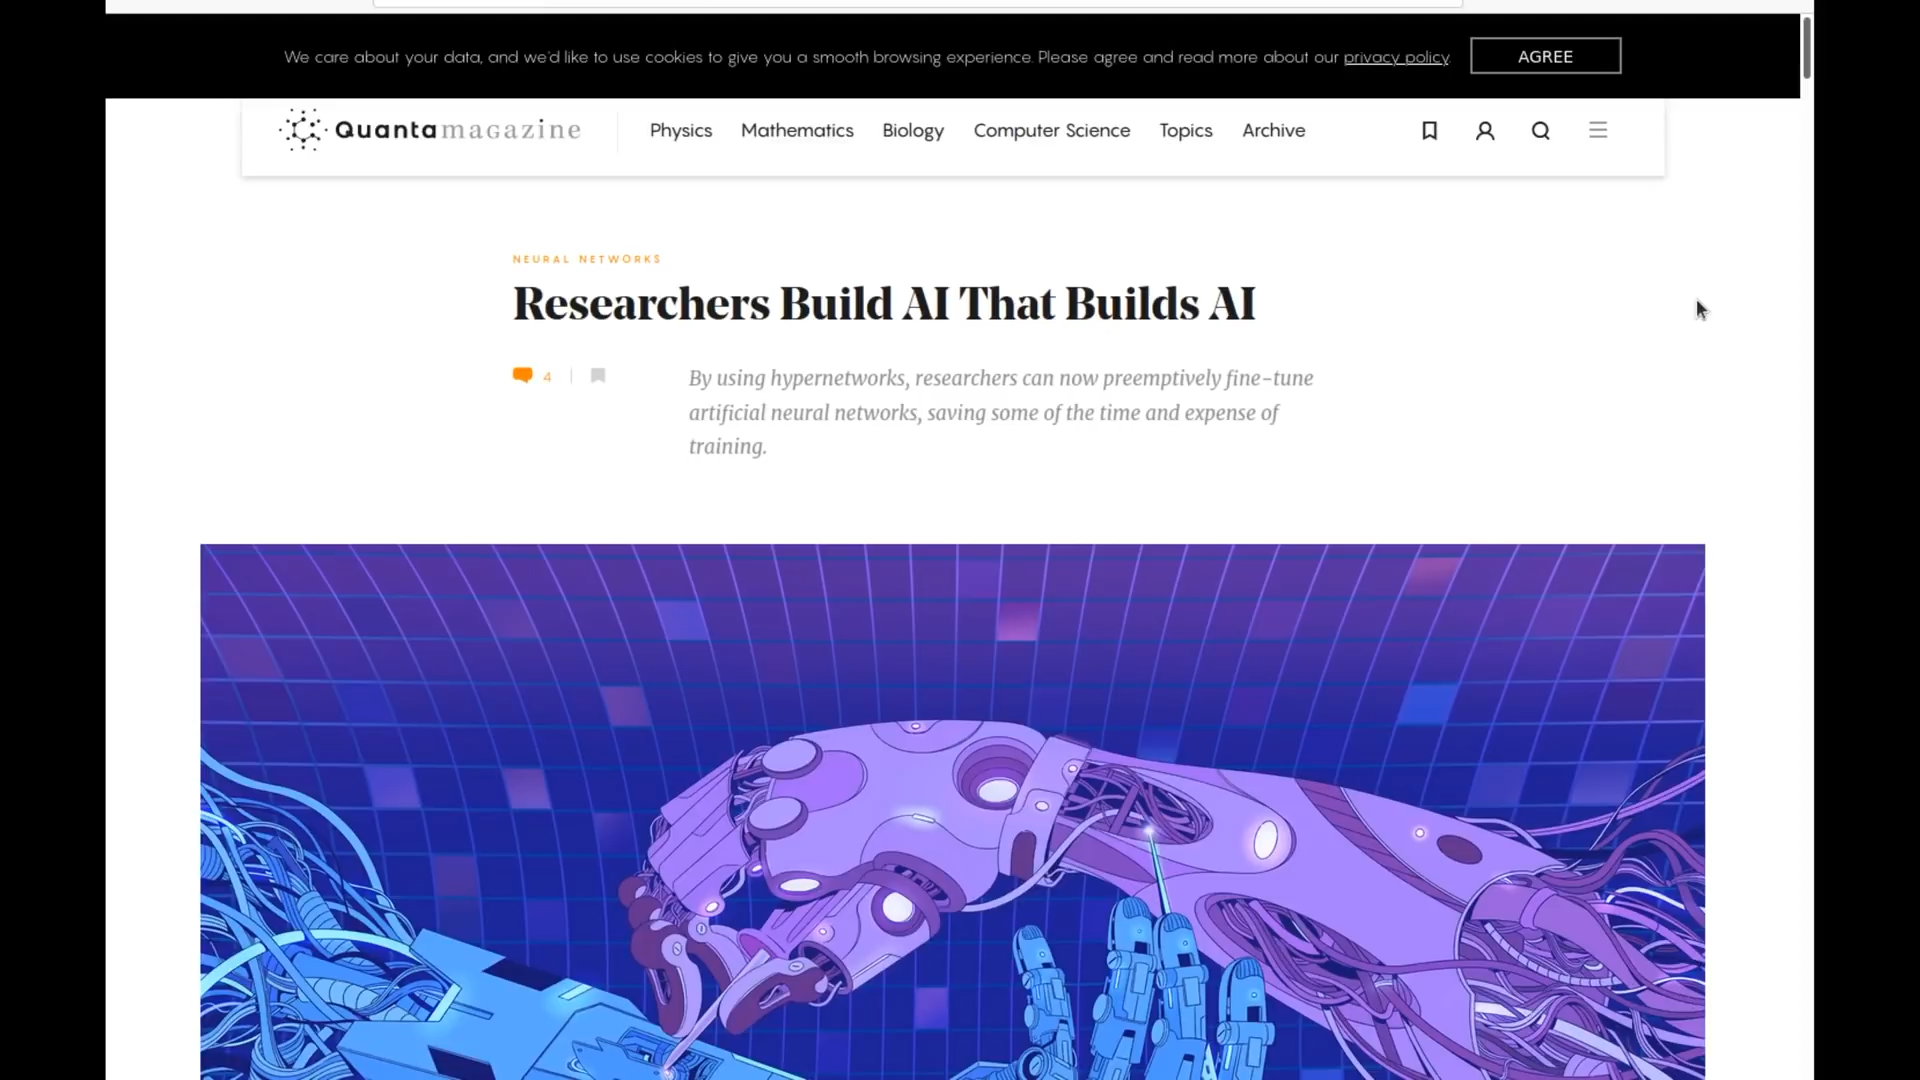 We care about your data, and we'd like to use cookies to give you a smooth browsing experience. Please agree and read more about our privacy policy.
AGREE
Quantamagazine
Physics
Mathematics
Biology
Computer Science
Topics
Archive
NEURAL NETWORKS
Researchers Build AI That Builds AI
4
By using hypernetworks, researchers can now preemptively fine-tune
artificial neural networks, saving some of the time and expense of
training.